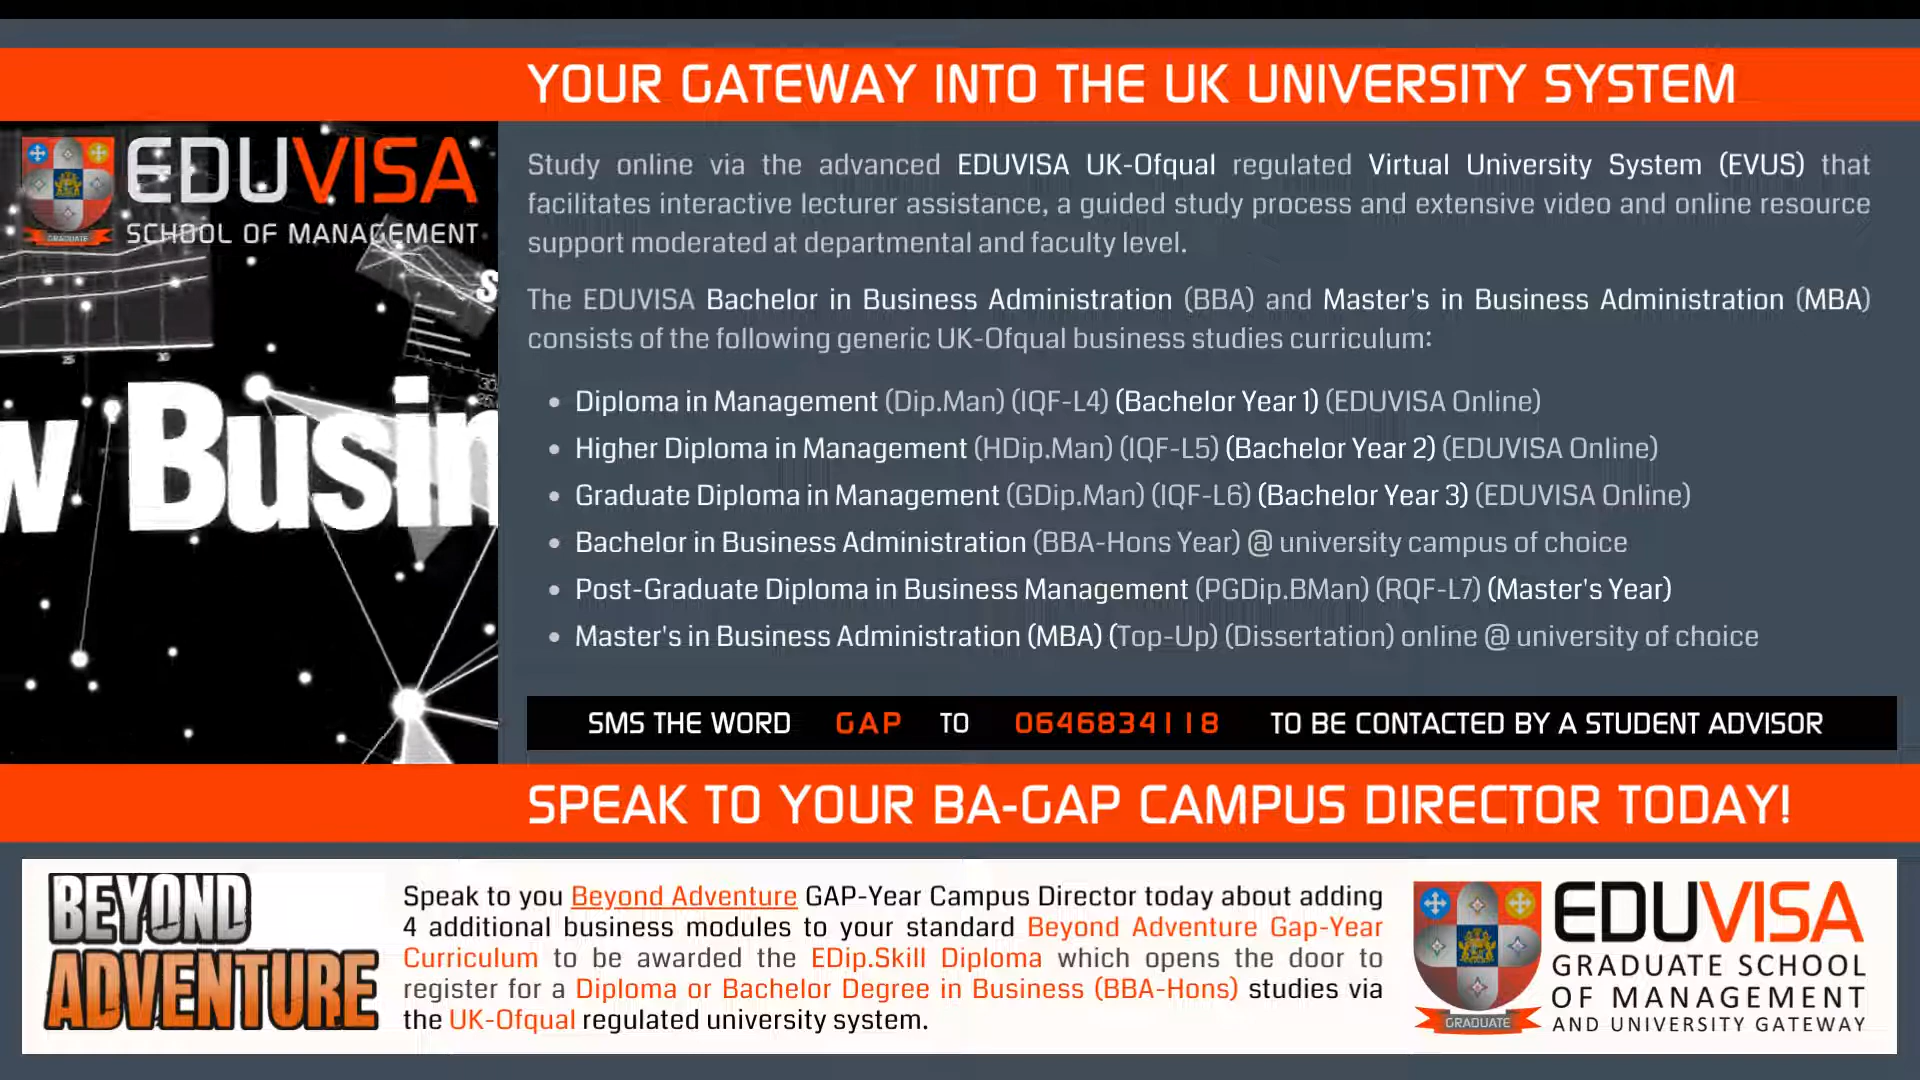 YOUR GATEWAY INTO THE UK UNIVERSITY SYSTEM
EDUVISA
SCHOOL OF MANAGEMENT
GRADUATE
w Busin
25 30
Study online via the advanced EDUVISA UK-Ofqual regulated Virtual University System (EVUS) that
facilitates interactive lecturer assistance, a guided study process and extensive video and online resource
support moderated at departmental and faculty level.
The EDUVISA Bachelor in Business Administration (BBA) and Master's in Business Administration (MBA)
consists of the following generic UK-Ofqual business studies curriculum:
• Diploma in Management (Dip.Man) (IQF-L4) (Bachelor Year 1) (EDUVISA Online)
• Higher Diploma in Management (HDip.Man) (IQF-L5) (Bachelor Year 2) (EDUVISA Online)
• Graduate Diploma in Management (GDip.Man) (IQF-L6) (Bachelor Year 3) (EDUVISA Online)
• Bachelor in Business Administration (BBA-Hons Year) @ university campus of choice
• Post-Graduate Diploma in Business Management (PGDip.BMan) (RQF-L7) (Master's Year)
• Master's in Business Administration (MBA) (Top-Up) (Dissertation) online @ university of choice
SMS THE WORD GAP TO 0646834118 TO BE CONTACTED BY A STUDENT ADVISOR
SPEAK TO YOUR BA-GAP CAMPUS DIRECTOR TODAY!
BEYOND
ADVENTURE
Speak to you Beyond Adventure GAP-Year Campus Director today about adding
4 additional business modules to your standard Beyond Adventure Gap-Year
Curriculum to be awarded the EDip.Skill Diploma which opens the door to
register for a Diploma or Bachelor Degree in Business (BBA-Hons) studies via
the UK-Ofqual regulated university system.
EDUVISA
GRADUATE SCHOOL
OF MANAGEMENT
AND UNIVERSITY GATEWAY
GRADUATE